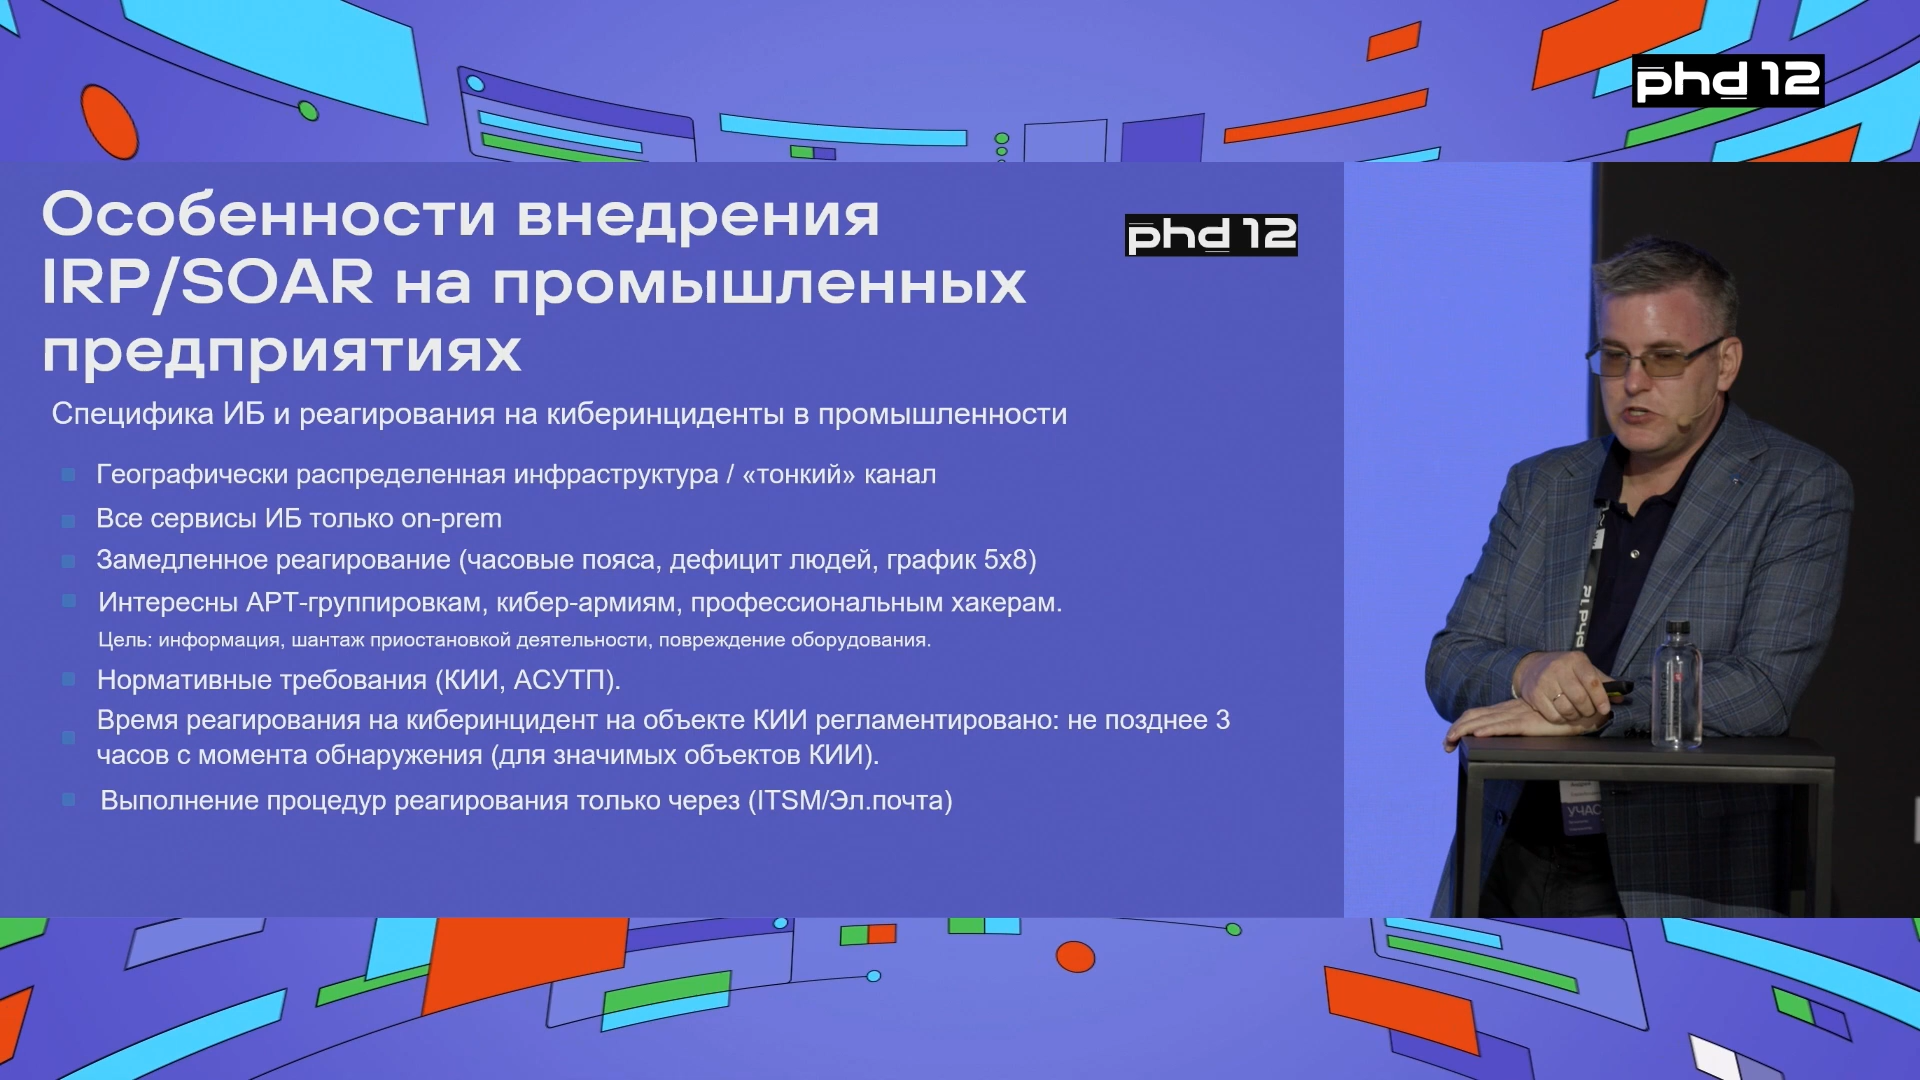 phd 12
Особенности внедрения
IRP/SOAR на промышленных
предприятиях
phd 12
Специфика ИБ и реагирования на киберинциденты в промышленности
Географически распределенная инфраструктура / «тонкий» канал
Все сервисы ИБ только on-prem
Замедленное реагирование (часовые пояса, дефицит людей, график 5x8)
Интересны APT-группировкам, кибер-армиям, профессиональным хакерам.
Цель: информация, шантаж приостановкой деятельности, повреждение оборудования.
Нормативные требования (КИИ, АСУТП).
Время реагирования на киберинцидент на объекте КИИ регламентировано: не позднее 3
часов с момента обнаружения (для значимых объектов КИИ).
Выполнение процедур реагирования только через (ITSM/Эл.почта)